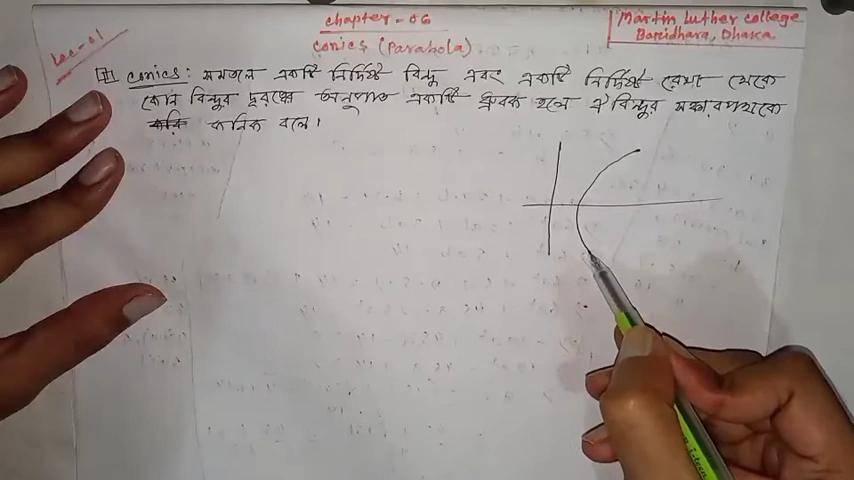 Lec-01
chapter-06
conics (Parabola)
Martin Luther college
Baridhara, Dhaka
conics: সমতলে একটি নির্দিষ্ট বিন্দু এবং একটি নির্দিষ্ট রেখা থেকে
কোন বিন্দুর দূরত্বের অনুপাত একটি ধ্রুবক হলে ঐ বিন্দুর সঞ্চারপথকে
কনিক বলে।